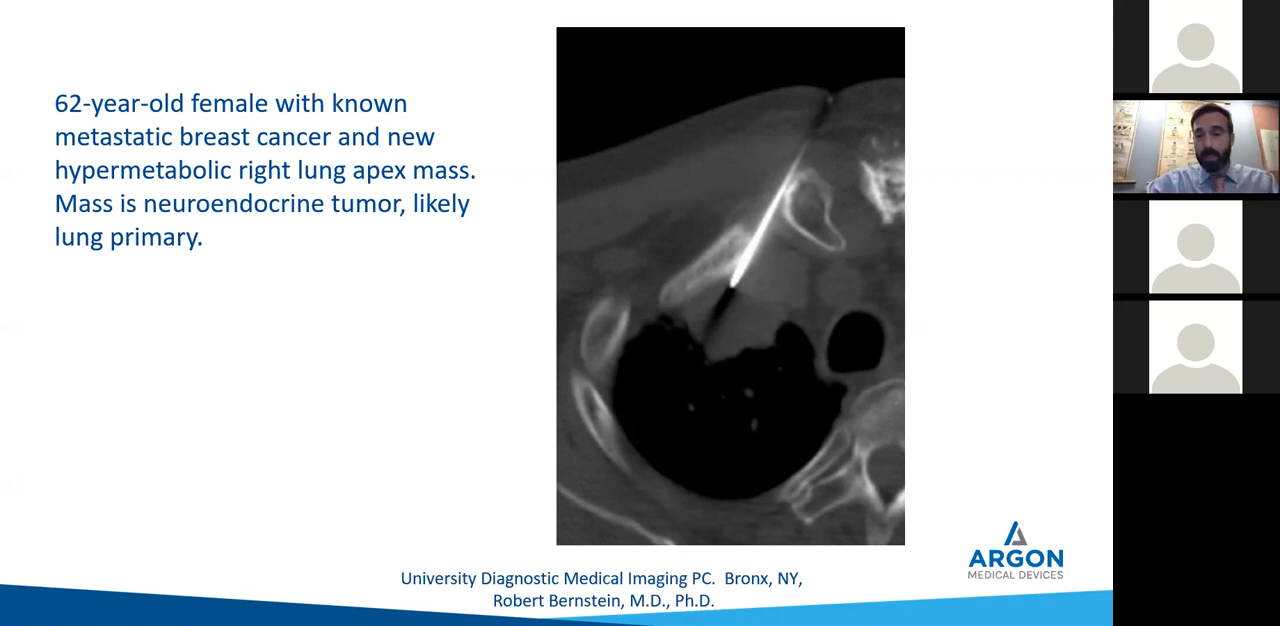 62-year-old female with known
metastatic breast cancer and new
hypermetabolic right lung apex mass.
Mass is neuroendocrine tumor, likely
lung primary.
ARGON
MEDICAL DEVICES
University Diagnostic Medical Imaging PC.  Bronx, NY,
Robert Bernstein, M.D., Ph.D.